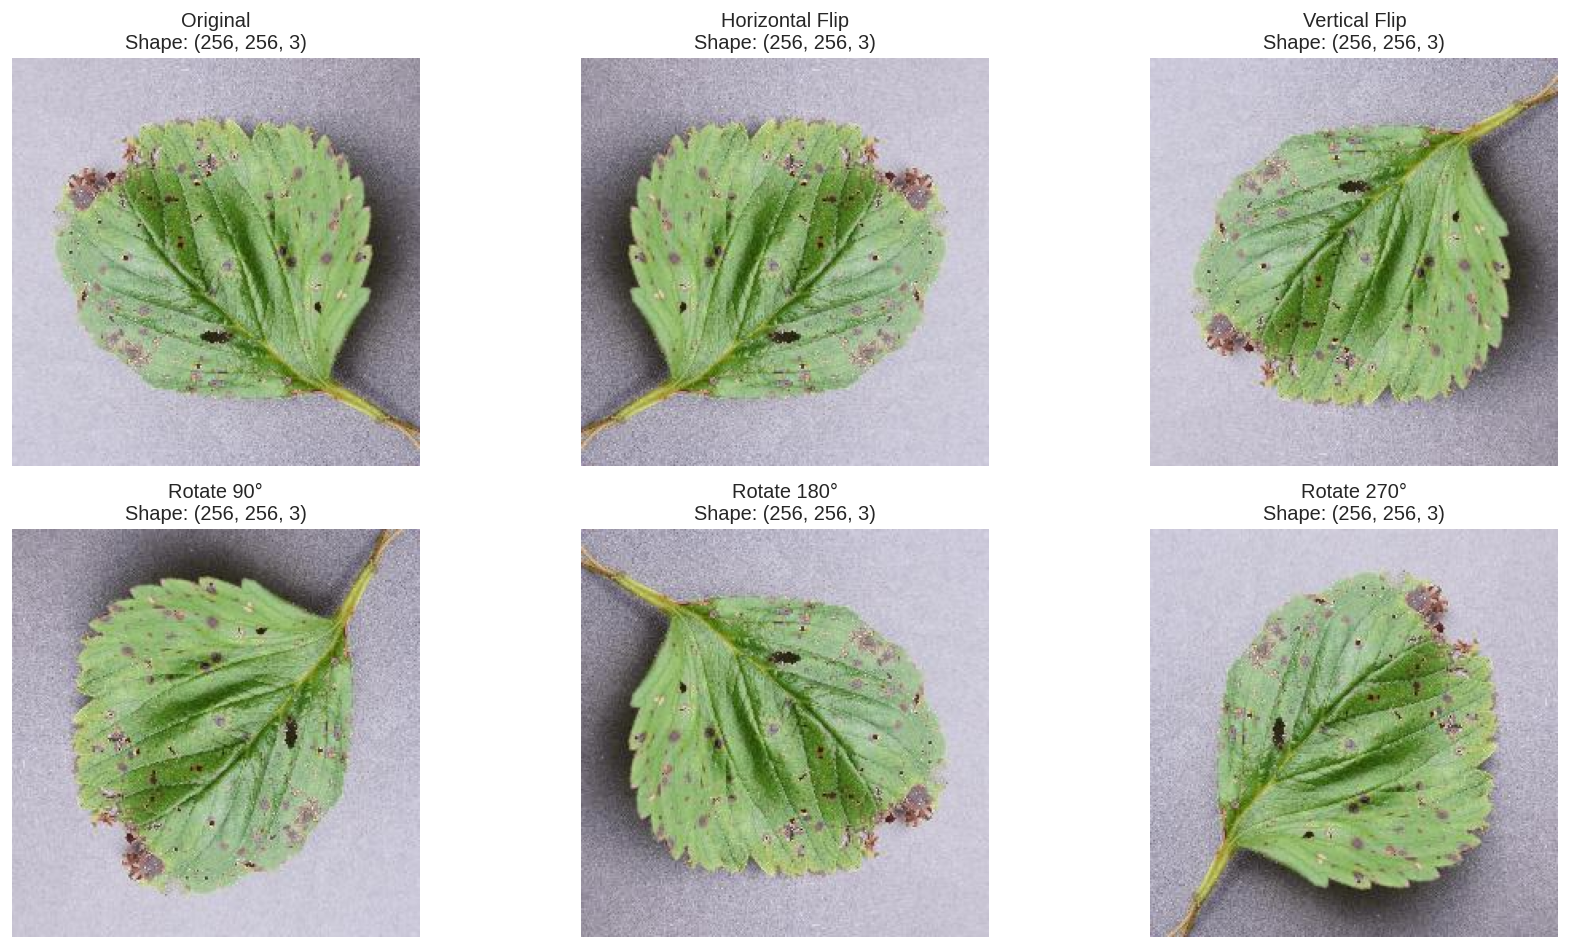 Original
Shape: (256, 256, 3)
Horizontal Flip
Shape: (256, 256, 3)
Vertical Flip
Shape: (256, 256, 3)
Rotate 90°
Shape: (256, 256, 3)
Rotate 180°
Shape: (256, 256, 3)
Rotate 270°
Shape: (256, 256, 3)